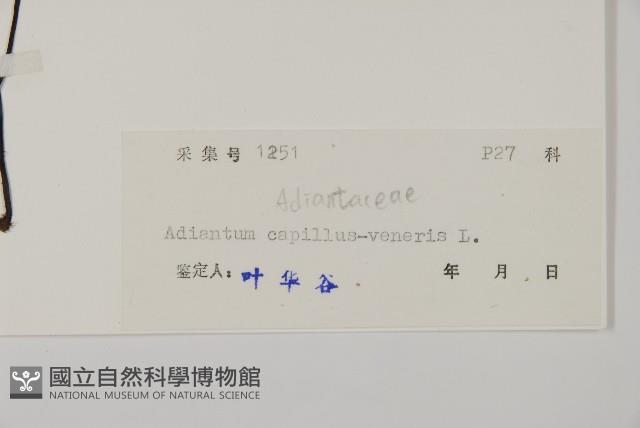 采集号 1251 P27 科
Adiantaceae
Adiantum capillus-veneris L.
鉴定人: 叶华谷 年 月 日
國立自然科學博物館
NATIONAL MUSEUM OF NATURAL SCIENCE